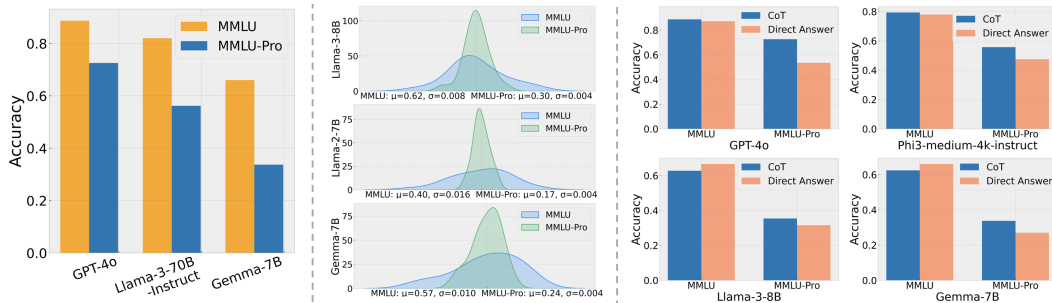 MMLU
MMLU-Pro
Accuracy
0.8
0.6
0.4
0.2
0.0
GPT-4o
Llama-3-70B
-Instruct
Gemma-7B
Llama-3-8B
100
50
0
MMLU
MMLU-Pro
MMLU: μ=0.62, σ=0.008 MMLU-Pro: μ=0.30, σ=0.004
Llama-2-7B
75
50
25
0
MMLU
MMLU-Pro
MMLU: μ=0.40, σ=0.016 MMLU-Pro: μ=0.17, σ=0.004
Gemma-7B
75
50
25
0
MMLU
MMLU-Pro
MMLU: μ=0.57, σ=0.010 MMLU-Pro: μ=0.24, σ=0.004
Accuracy
0.8
0.6
0.4
0.2
0.0
CoT
Direct Answer
MMLU
MMLU-Pro
GPT-4o
Accuracy
0.8
0.6
0.4
0.2
0.0
CoT
Direct Answer
MMLU
MMLU-Pro
Phi3-medium-4k-instruct
Accuracy
0.6
0.4
0.2
0.0
CoT
Direct Answer
MMLU
MMLU-Pro
Llama-3-8B
Accuracy
0.6
0.4
0.2
0.0
CoT
Direct Answer
MMLU
MMLU-Pro
Gemma-7B